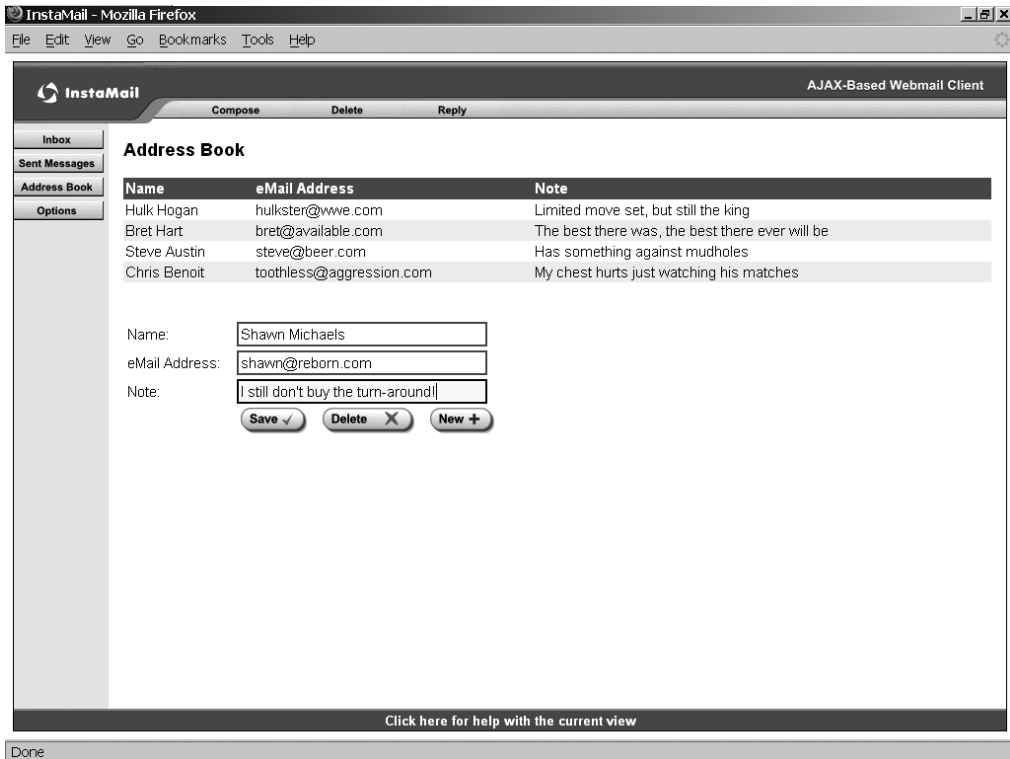 InstaMail - Mozilla Firefox
File Edit View Go Bookmarks Tools Help
InstaMail
AJAX-Based Webmail Client
Compose Delete Reply
Inbox
Sent Messages
Address Book
Options
Address Book
Name eMail Address Note
Hulk Hogan hulkster@wwe.com Limited move set, but still the king
Bret Hart bret@available.com The best there was, the best there ever will be
Steve Austin steve@beer.com Has something against mudholes
Chris Benoit toothless@aggression.com My chest hurts just watching his matches
Name: Shawn Michaels
eMail Address: shawn@reborn.com
Note: I still don't buy the turn-around!
Save Delete New
Click here for help with the current view
Done